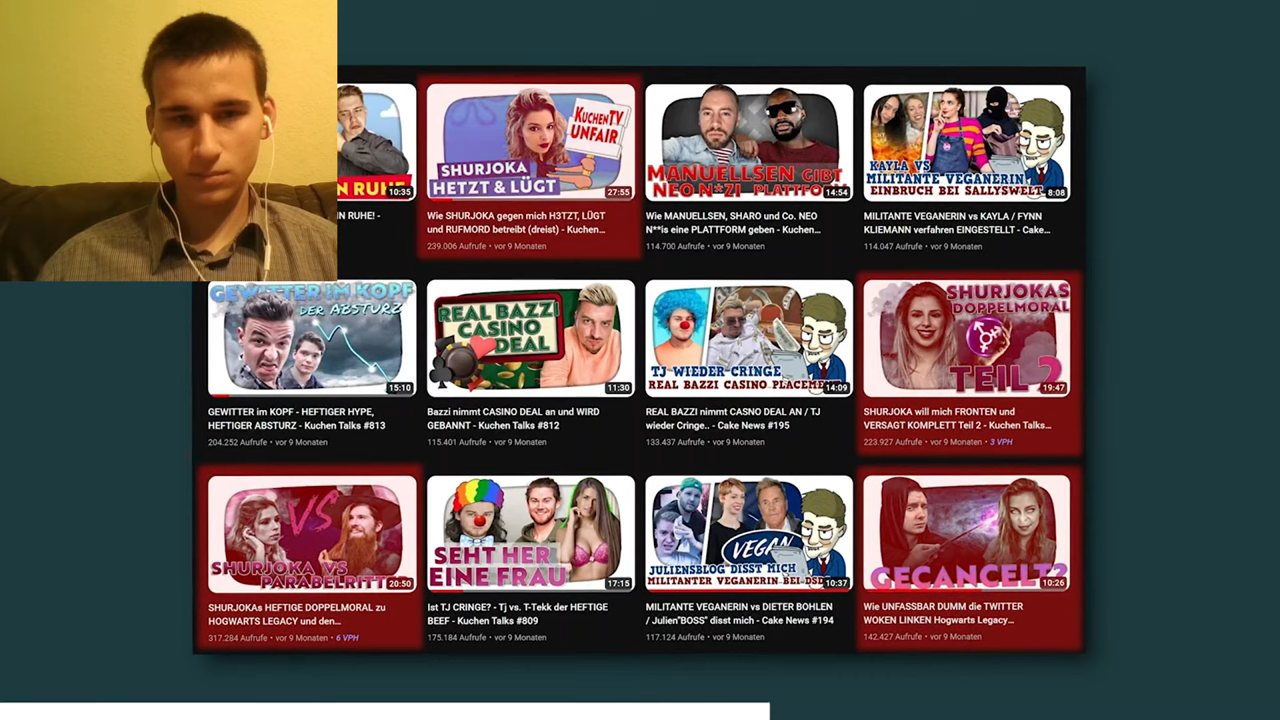 N RUHE
10:35
IN RUHE! -
KUCHENTV
UNFAIR
SHURJOKA
HETZT & LÜGT
27:55
Wie SHURJOKA gegen mich H3TZT, LÜGT
und RUFMORD betreibt (dreist) - Kuchen...
239.006 Aufrufe • vor 9 Monaten
MANUELLSEN GIBT
NEO N*ZI PLATTFO
14:54
Wie MANUELLSEN, SHARO und Co. NEO
N**is eine PLATTFORM geben - Kuchen...
114.700 Aufrufe • vor 9 Monaten
KAYLA VS
MILITANTE VEGANERIN
EINBRUCH BEI SALLYSWELT
8:08
MILITANTE VEGANERIN vs KAYLA / FYNN
KLIEMANN verfahren EINGESTELLT - Cake...
114.047 Aufrufe • vor 9 Monaten
GEWITTER IM KOPF
DER ABSTURZ
15:10
GEWITTER im KOPF - HEFTIGER HYPE,
HEFTIGER ABSTURZ - Kuchen Talks #813
204.252 Aufrufe • vor 9 Monaten
REAL BAZZI
CASINO
DEAL
11:30
Bazzi nimmt CASINO DEAL an und WIRD
GEBANNT - Kuchen Talks #812
115.401 Aufrufe • vor 9 Monaten
TJ WIEDER CRINGE
REAL BAZZI CASINO PLACEME
14:09
REAL BAZZI nimmt CASNO DEAL AN / TJ
wieder Cringe.. - Cake News #195
133.437 Aufrufe • vor 9 Monaten
SHURJOKAS
DOPPELMORAL
TEIL 2
19:47
SHURJOKA will mich FRONTEN und
VERSAGT KOMPLETT Teil 2 - Kuchen Talks...
223.927 Aufrufe • vor 9 Monaten • 3 VPH
VS
SHURJOKA VS
PARABELRITT
20:50
SHURJOKAs HEFTIGE DOPPELMORAL zu
HOGWARTS LEGACY und den...
317.284 Aufrufe • vor 9 Monaten • 6 VPH
SEHT HER
EINE FRAU
17:15
Ist TJ CRINGE? - Tj vs. T-Tekk der HEFTIGE
BEEF - Kuchen Talks #809
175.184 Aufrufe • vor 9 Monaten
VEGAN
JULIENSBLOG DISST MICH
MILITANTER VEGANERIN BEI DSD
10:37
MILITANTE VEGANERIN vs DIETER BOHLEN
/ Julien"BOSS" disst mich - Cake News #194
117.124 Aufrufe • vor 9 Monaten
GECANCELT?
10:26
Wie UNFASSBAR DUMM die TWITTER
WOKEN LINKEN Hogwarts Legacy...
142.427 Aufrufe • vor 9 Monaten